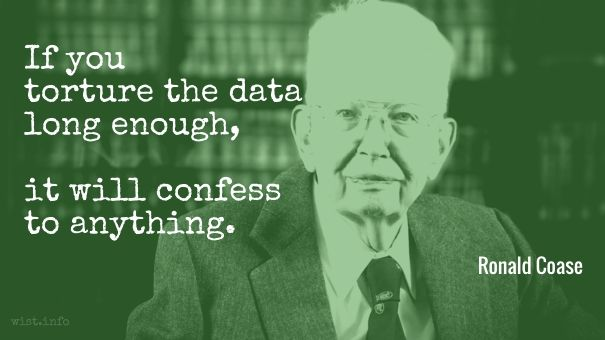 If you
torture the data
long enough,
it will confess
to anything.
Ronald Coase
wist.info